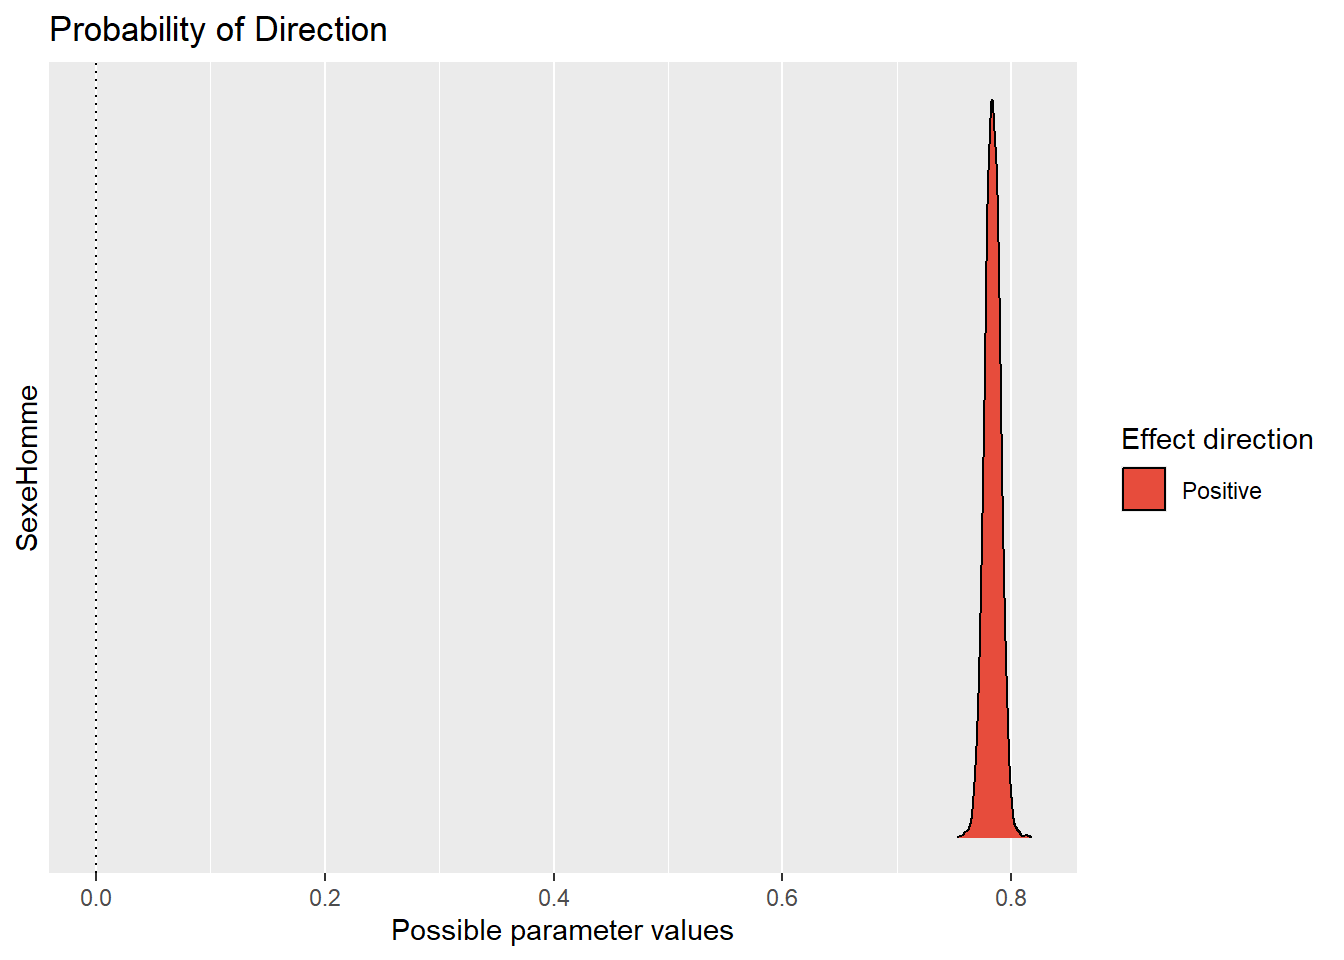 Probability of Direction
SexeHomme
0.0 0.2 0.4 0.6 0.8
Possible parameter values
Effect direction
Positive